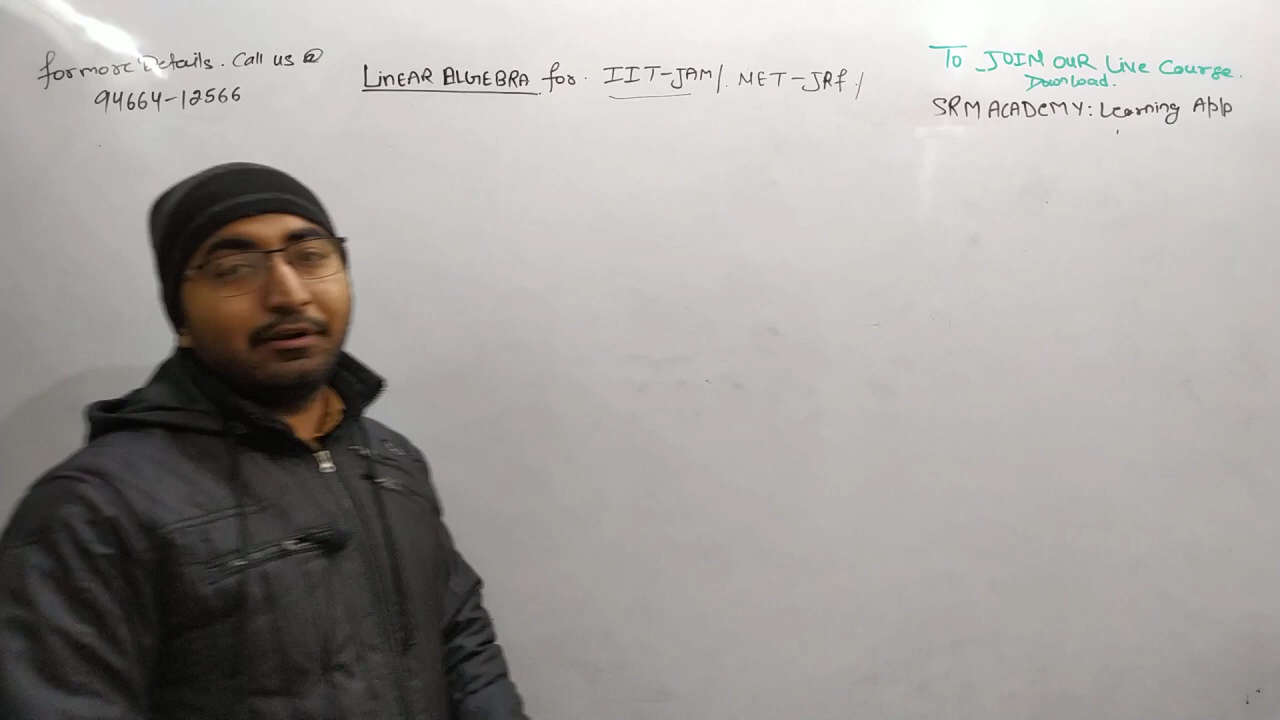 For more Details. Call us @
94664-12566
LINEAR ALGEBRA for. IIT-JAM/. NET-JRF/
To JOIN OUR Live Course.
Download.
SRM ACADEMY: Learning App